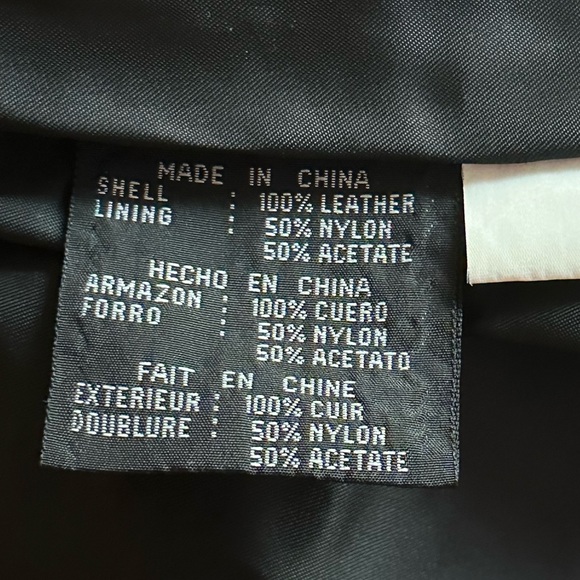 MADE IN CHINA
SHELL : 100% LEATHER
LINING : 50% NYLON
50% ACETATE
HECHO EN CHINA
ARMAZON : 100% CUERO
FORRO : 50% NYLON
50% ACETATO
FAIT EN CHINE
EXTERIEUR : 100% CUIR
DOUBLURE : 50% NYLON
50% ACETATE